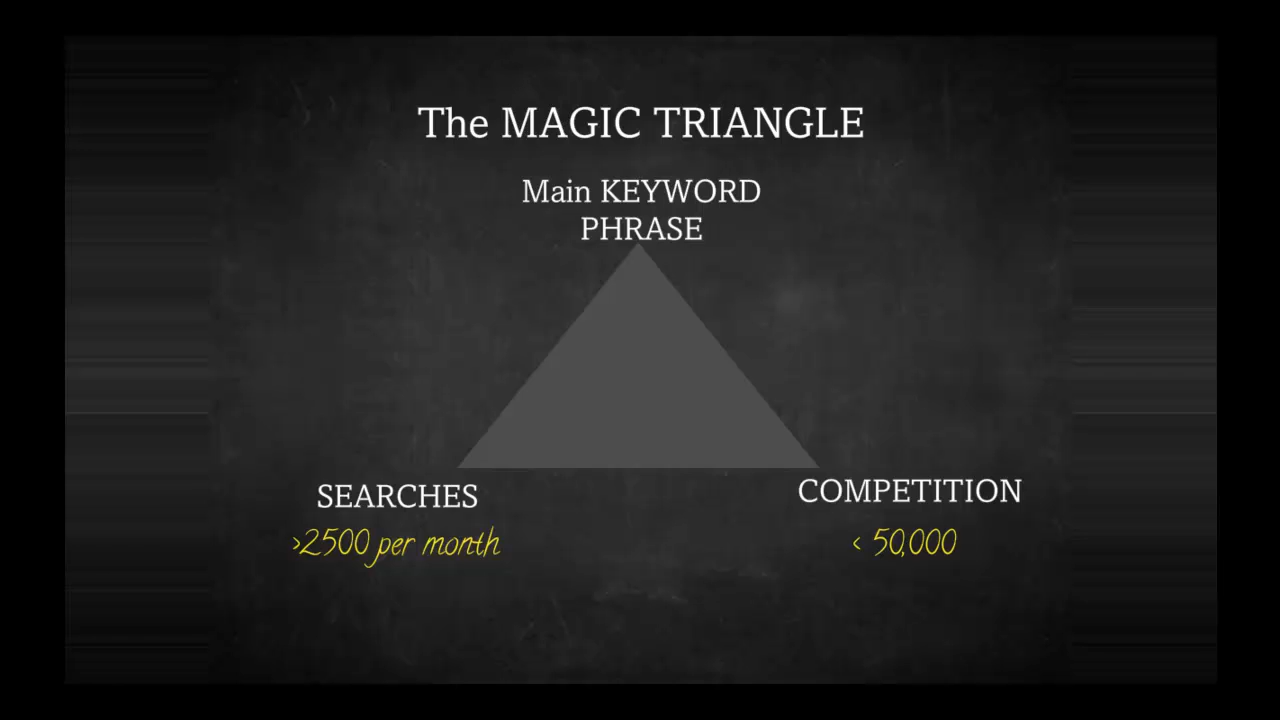 The MAGIC TRIANGLE
Main KEYWORD
PHRASE
SEARCHES
COMPETITION
>2500 per month
< 50,000